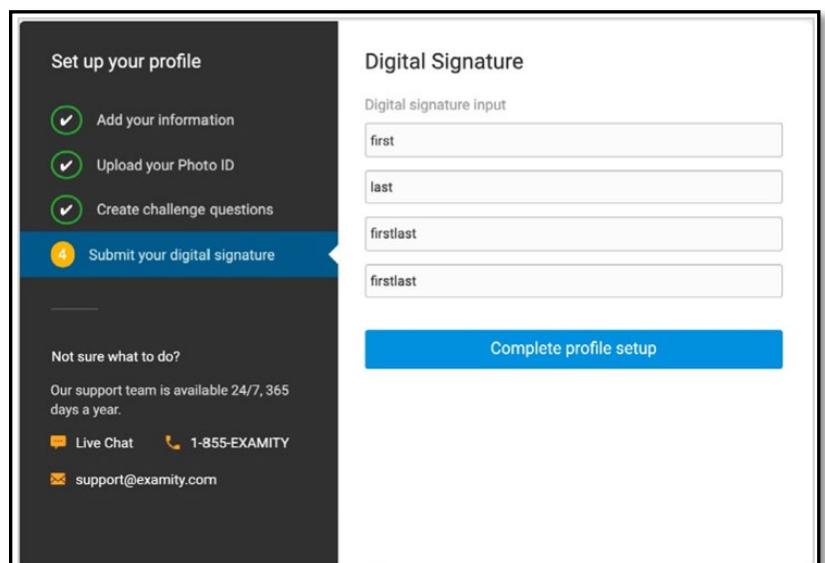 Set up your profile
Add your information
Upload your Photo ID
Create challenge questions
4 Submit your digital signature
Not sure what to do?
Our support team is available 24/7, 365
days a year.
Live Chat 1-855-EXAMITY
support@examity.com
Digital Signature
Digital signature input
first
last
firstlast
firstlast
Complete profile setup